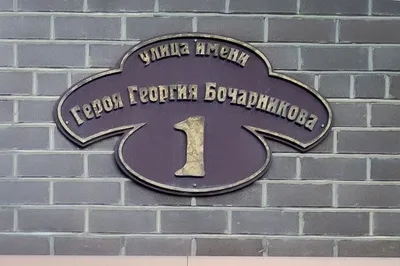 улица имени
Героя Георгия Бочарникова
1